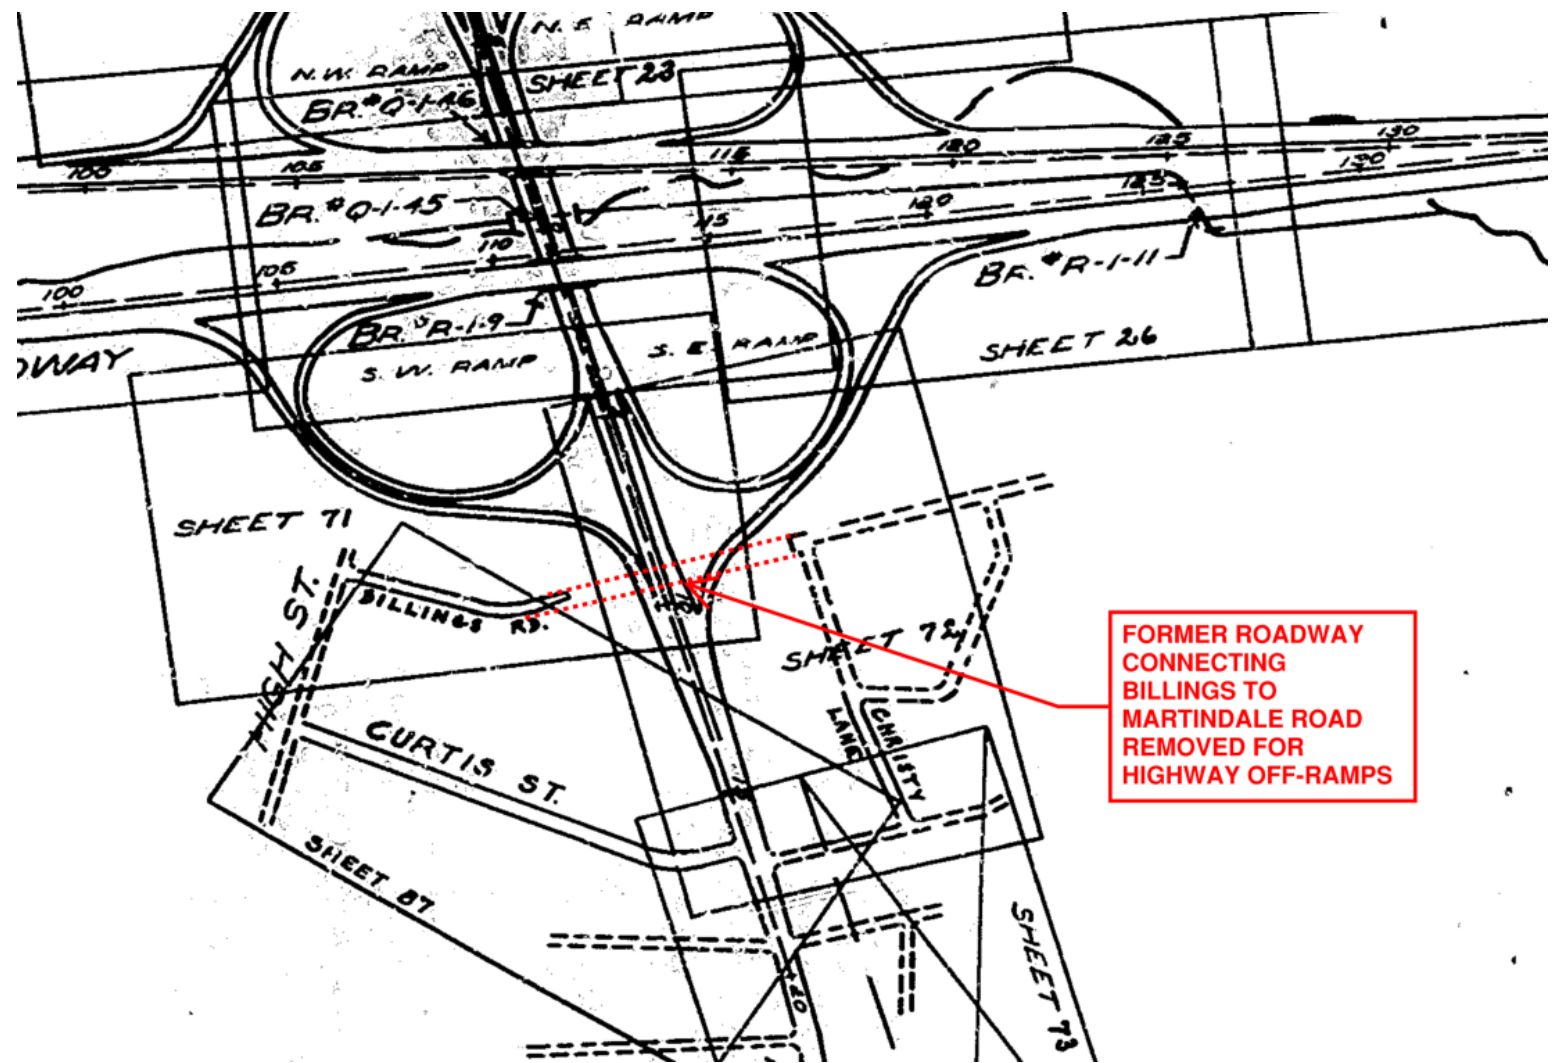 N. E. RAMP
N. W. RAMP
SHEET 23
BR. # Q-1-46
100
105
115
120
125
130
BR. # Q-1-45
110
115
120
125
130
105
100
BR. # R-1-11
BR. # R-1-9
S. E. RAMP
SHEET 26
S. W. RAMP
SHEET 71
HIGH ST.
BILLINGS RD.
SHEET 72
FORMER ROADWAY
CONNECTING
BILLINGS TO
MARTINDALE ROAD
REMOVED FOR
HIGHWAY OFF-RAMPS
CHRISTY
LANE
CURTIS ST.
15
SHEET 87
SHEET 73
20